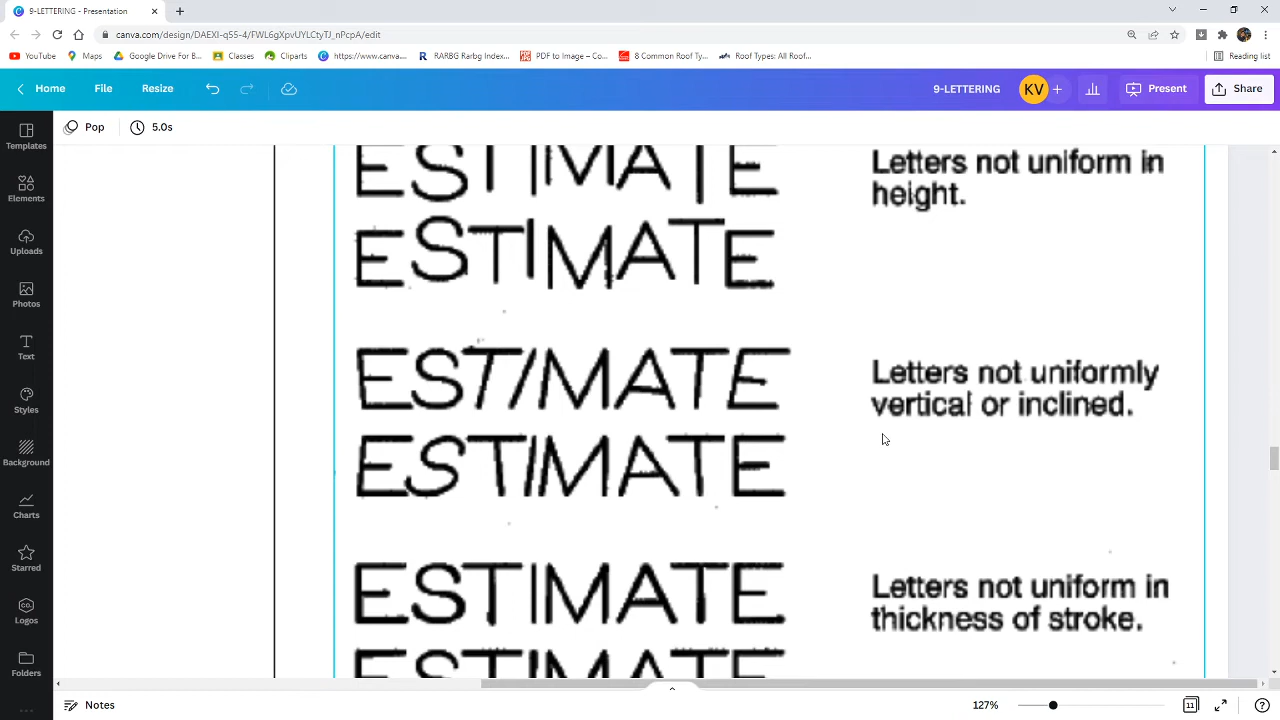 9-LETTERING - Presentation
canva.com/design/DAEXI-q5S-4/FWL6gXpvUYLCtyTJ_nPcpA/edit
YouTube
Maps
Google Drive For B...
Classes
Cliparts
https://www.canva....
RARBG Rarbg Index...
PDF to Image – Co...
8 Common Roof Ty...
Roof Types: All Roof...
Reading list
Home
File
Resize
9-LETTERING
KV
Present
Share
Pop
5.0s
Templates
Elements
Uploads
Photos
Text
Styles
Background
Charts
Starred
CO.
Logos
Folders
ESTIMATE
Letters not uniform in
height.
ESTIMATE
ESTIMATE
Letters not uniformly
vertical or inclined.
ESTIMATE
ESTIMATE
Letters not uniform in
thickness of stroke.
ESTIMATE
Notes
127%
11